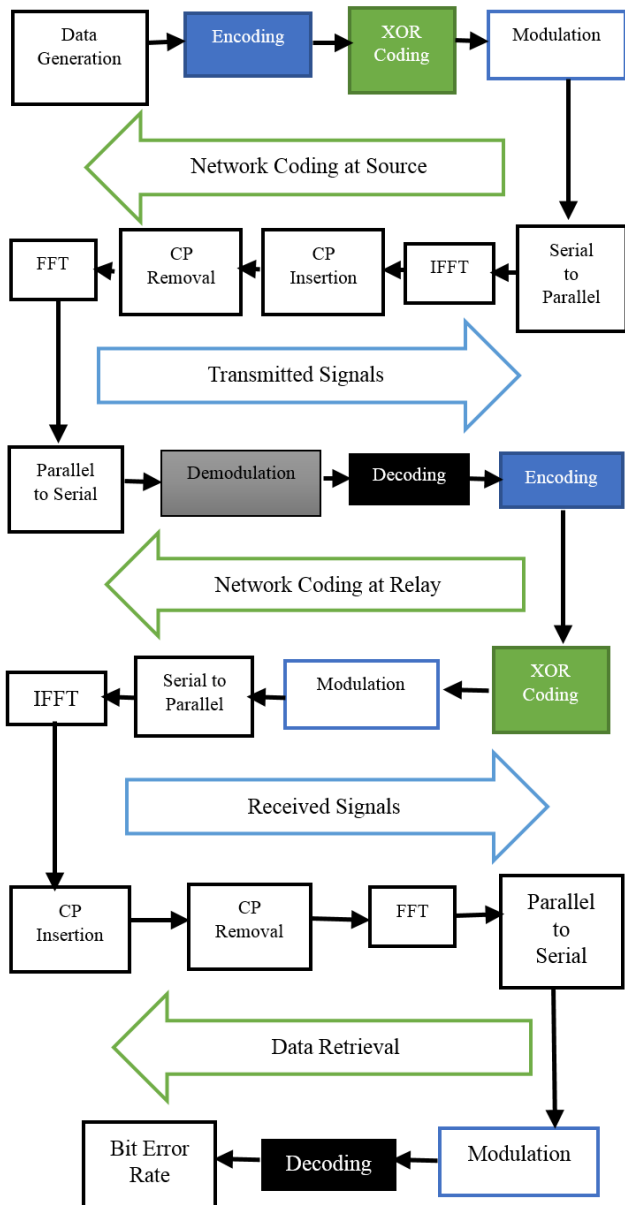 Data
Generation
Encoding
XOR
Coding
Modulation
Network Coding at Source
FFT
CP
Removal
CP
Insertion
IFFT
Serial
to
Parallel
Transmitted Signals
Parallel
to Serial
Demodulation
Decoding
Encoding
Network Coding at Relay
IFFT
Serial to
Parallel
Modulation
XOR
Coding
Received Signals
CP
Insertion
CP
Removal
FFT
Parallel
to
Serial
Data Retrieval
Bit Error
Rate
Decoding
Modulation